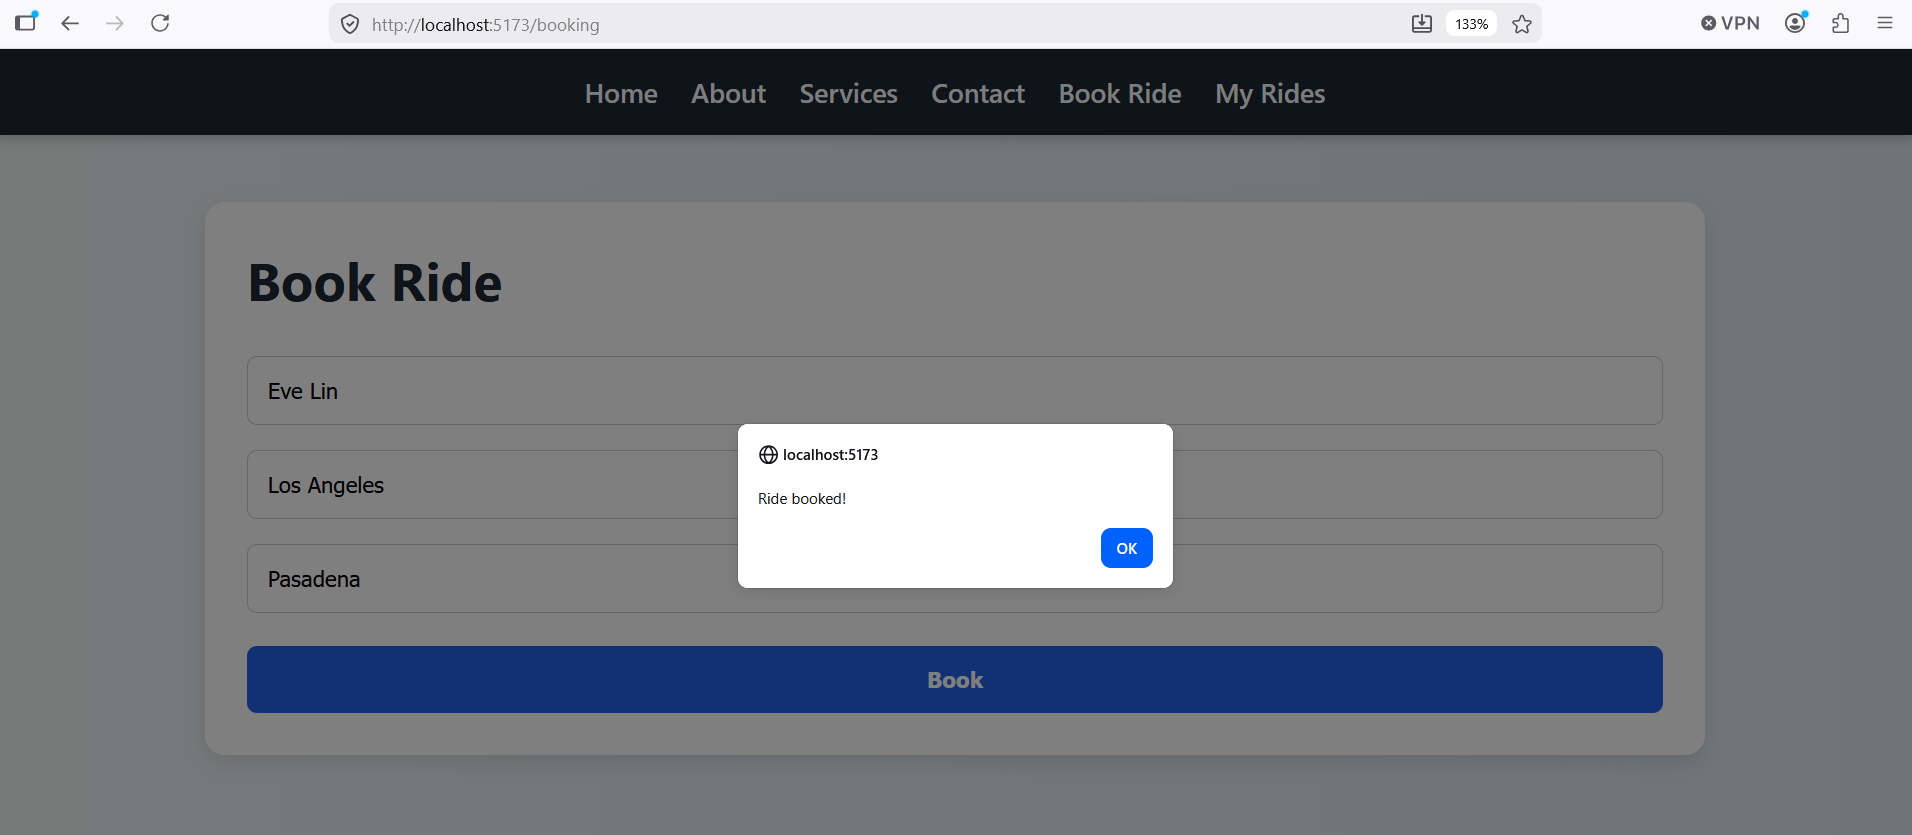 http://localhost:5173/booking
133%
VPN
Home About Services Contact Book Ride My Rides
Book Ride
Eve Lin
Los Angeles
Pasadena
Book
localhost:5173
Ride booked!
OK